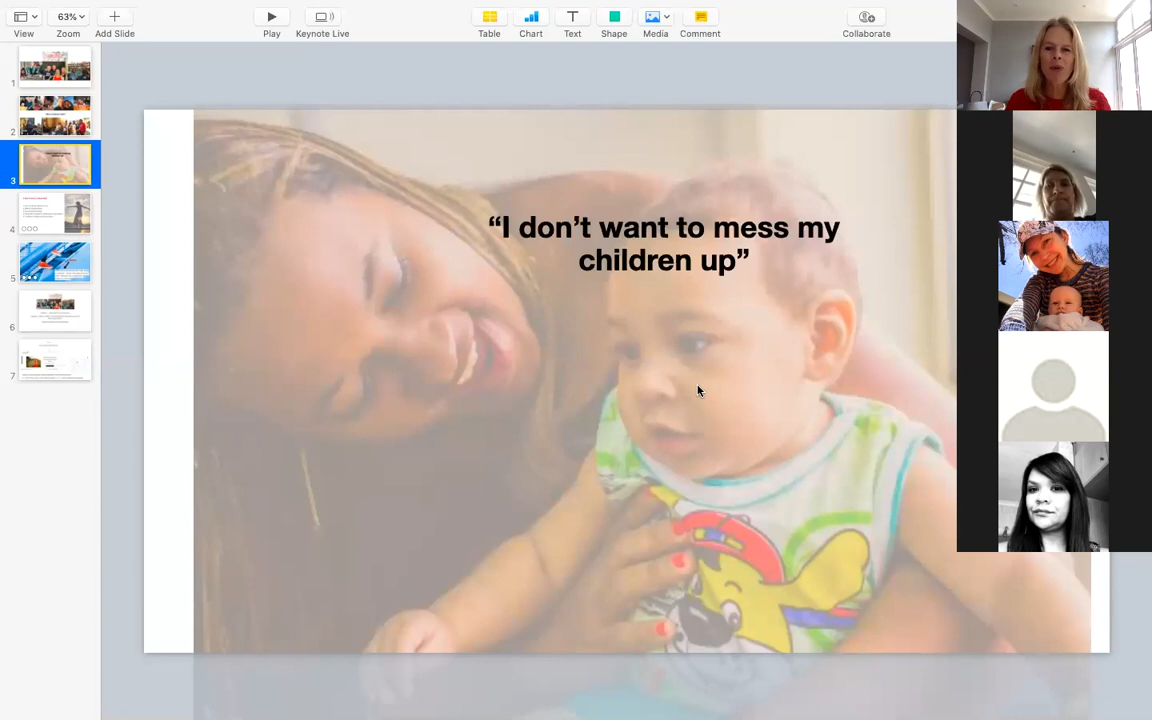 63%
View
Zoom
Add Slide
Play
Keynote Live
Table
Chart
Text
Shape
Media
Comment
Collaborate
1
2
3
4
5
6
7
“I don’t want to mess my
children up”